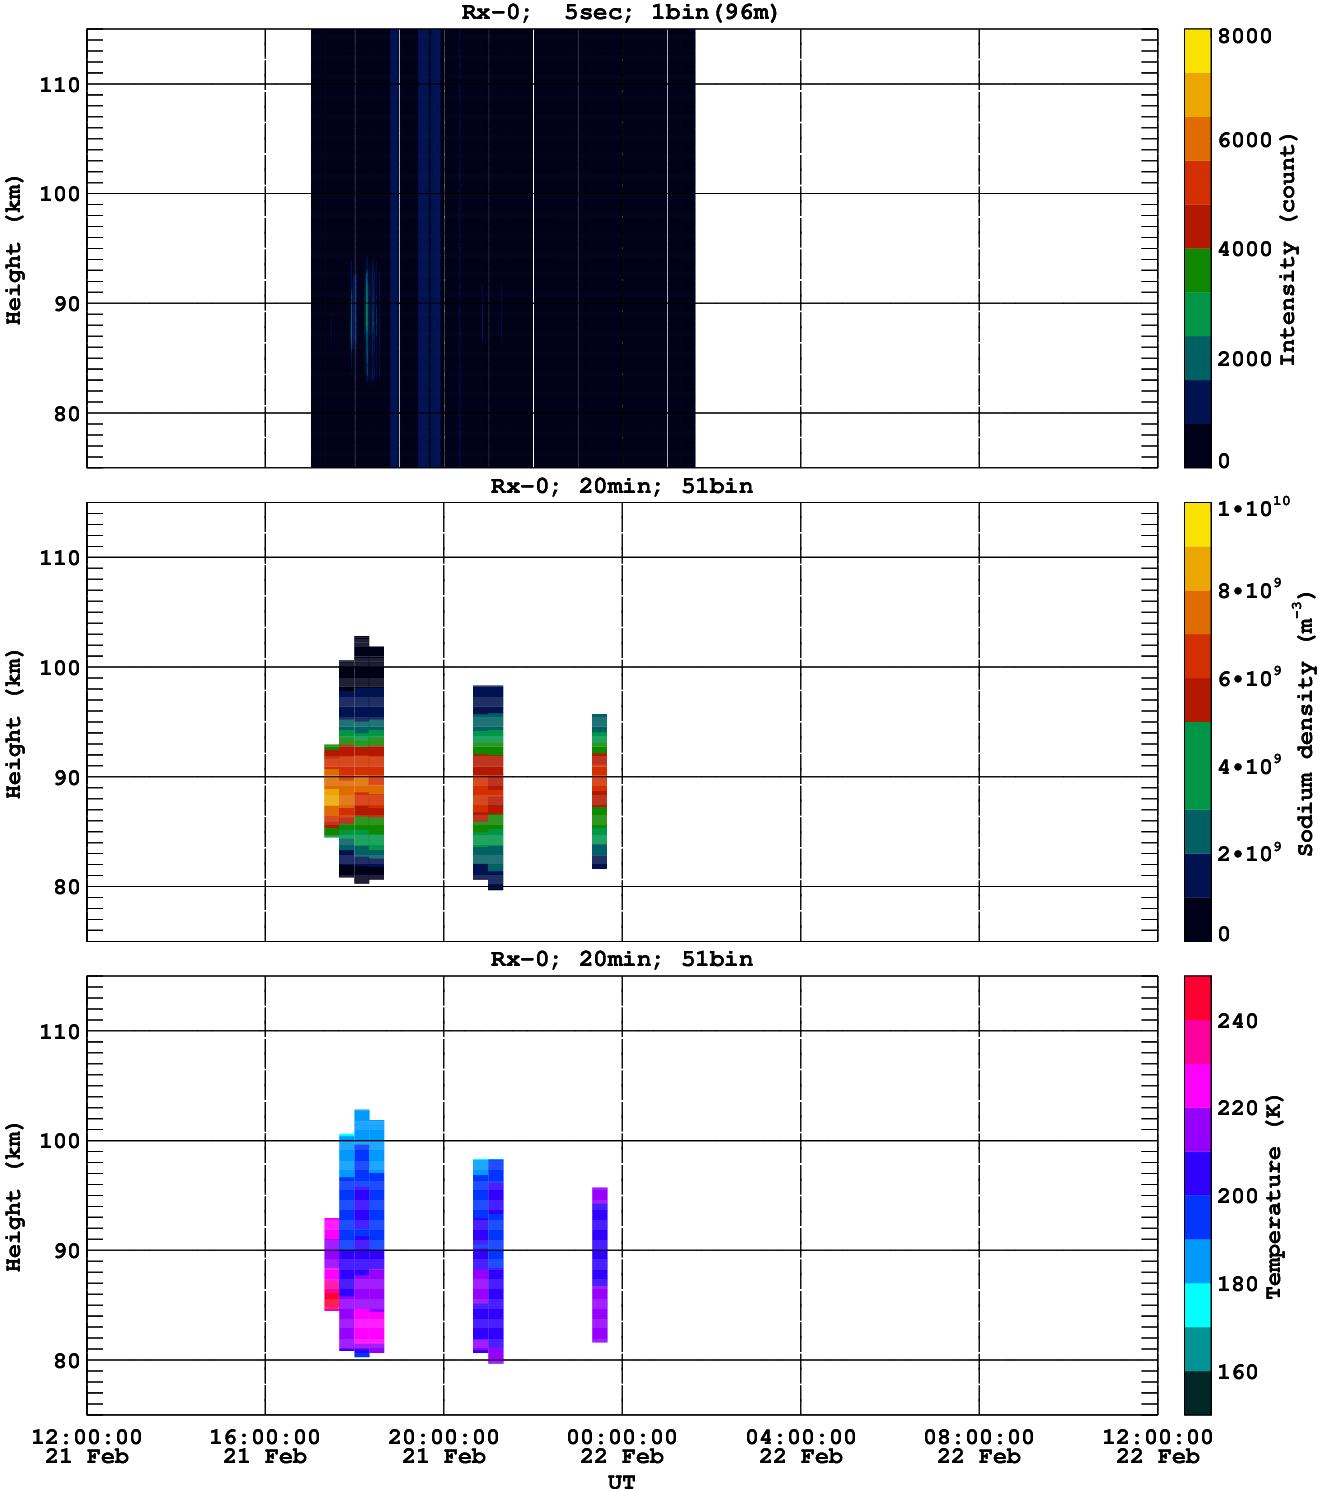 Rx-0;  5sec; 1bin(96m)
110
100
90
80
Height (km)
8000
6000
4000
2000
0
Intensity (count)
Rx-0; 20min; 51bin
110
100
90
80
Height (km)
1•10¹⁰
8•10⁹
6•10⁹
4•10⁹
2•10⁹
0
Sodium density (m⁻³)
Rx-0; 20min; 51bin
110
100
90
80
Height (km)
240
220
200
180
160
Temperature (K)
12:00:00 16:00:00 20:00:00 00:00:00 04:00:00 08:00:00 12:00:00
21 Feb 21 Feb 21 Feb 22 Feb 22 Feb 22 Feb 22 Feb
UT